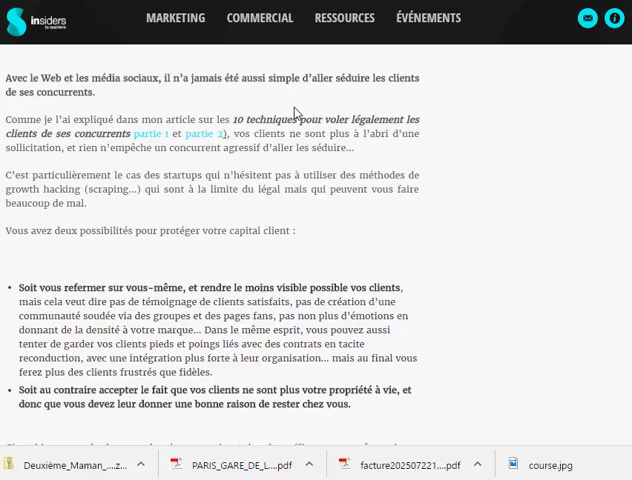 insiders
by appvizer
MARKETING COMMERCIAL RESSOURCES ÉVÉNEMENTS
Avec le Web et les média sociaux, il n'a jamais été aussi simple d'aller séduire les clients
de ses concurrents.
Comme je l'ai expliqué dans mon article sur les 10 techniques pour voler légalement les
clients de ses concurrents partie 1 et partie 2), vos clients ne sont plus à l'abri d'une
sollicitation, et rien n'empêche un concurrent agressif d'aller les séduire...
C'est particulièrement le cas des startups qui n'hésitent pas à utiliser des méthodes de
growth hacking (scraping...) qui sont à la limite du légal mais qui peuvent vous faire
beaucoup de mal.
Vous avez deux possibilités pour protéger votre capital client :
• Soit vous refermer sur vous-même, et rendre le moins visible possible vos clients,
mais cela veut dire pas de témoignage de clients satisfaits, pas de création d'une
communauté soudée via des groupes et des pages fans, pas non plus d'émotions en
donnant de la densité à votre marque... Dans le même esprit, vous pouvez aussi
tenter de garder vos clients pieds et poings liés avec des contrats en tacite
reconduction, avec une intégration plus forte à leur organisation... mais au final vous
ferez plus des clients frustrés que fidèles.
• Soit au contraire accepter le fait que vos clients ne sont plus votre propriété à vie, et
donc que vous devez leur donner une bonne raison de rester chez vous.
Deuxième_Maman_....z... PARIS_GARE_DE_L....pdf facture202507221....pdf course.jpg